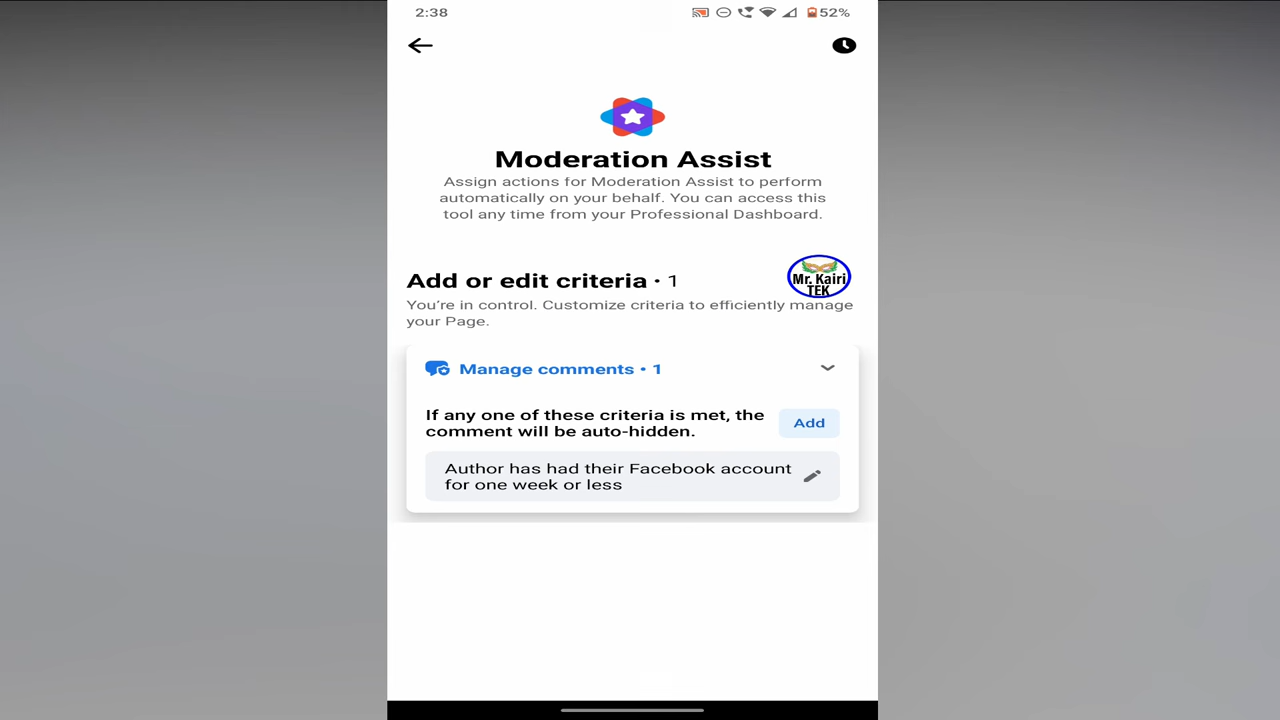 2:38
52%
Moderation Assist
Assign actions for Moderation Assist to perform
automatically on your behalf. You can access this
tool any time from your Professional Dashboard.
Add or edit criteria • 1
Mr. Kairi
TEK
You're in control. Customize criteria to efficiently manage
your Page.
Manage comments • 1
If any one of these criteria is met, the
comment will be auto-hidden.
Add
Author has had their Facebook account
for one week or less